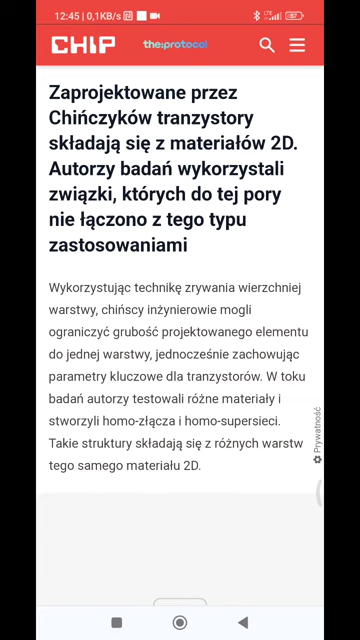 12:45 | 0,1KB/s
CHIP
the:protocol
Zaprojektowane przez
Chińczyków tranzystory
składają się z materiałów 2D.
Autorzy badań wykorzystali
związki, których do tej pory
nie łączono z tego typu
zastosowaniami
Wykorzystując technikę zrywania wierzchniej
warstwy, chińscy inżynierowie mogli
ograniczyć grubość projektowanego elementu
do jednej warstwy, jednocześnie zachowując
parametry kluczowe dla tranzystorów. W toku
badań autorzy testowali różne materiały i
stworzyli homo-złącza i homo-supersieci.
Takie struktury składają się z różnych warstw
tego samego materiału 2D.
Prywatność